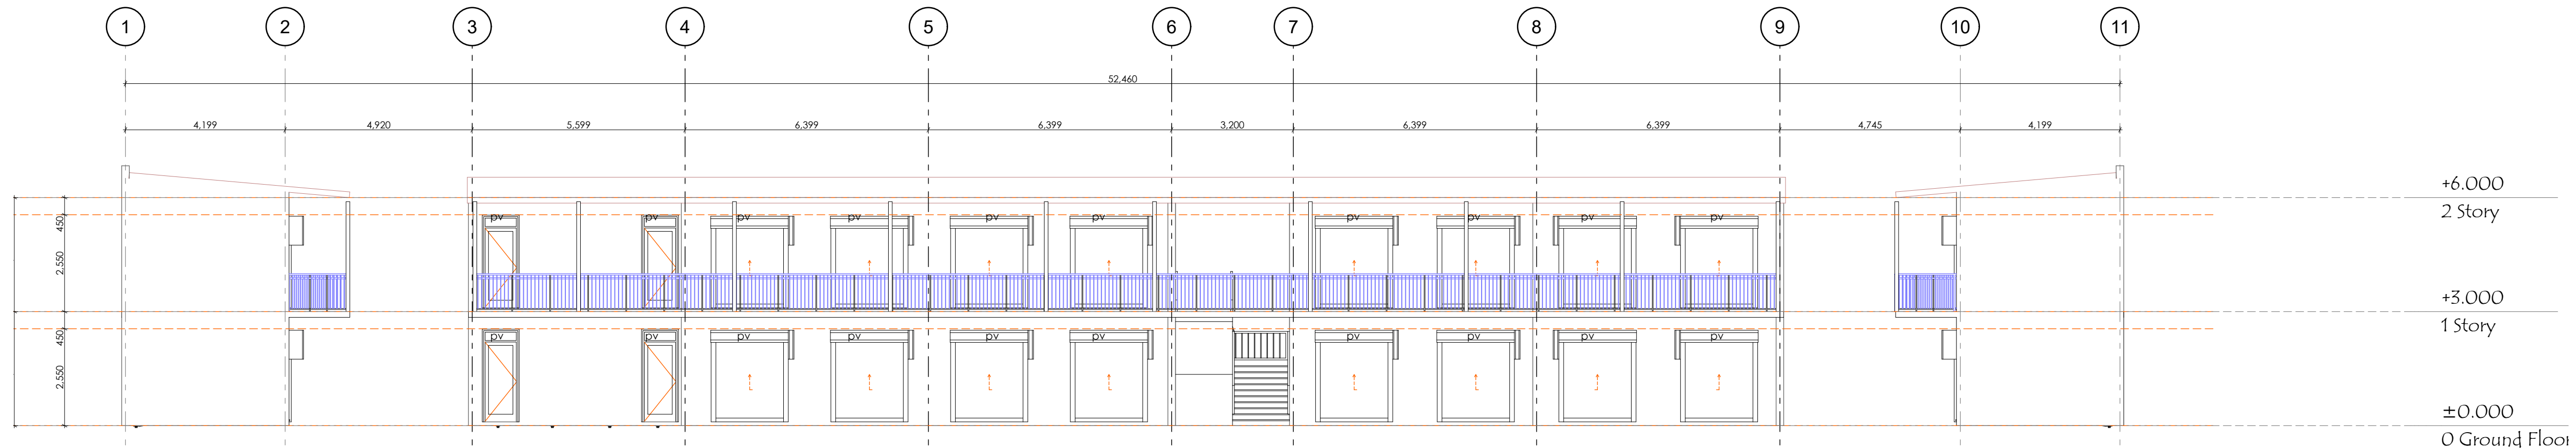 1 2 3 4 5 6 7 8 9 10 11
52,460
4,199 4,920 5,599 6,399 6,399 3,200 6,399 6,399 4,745 4,199
+6.000
2 Story
450
pv pv pv pv pv pv pv pv pv pv
2,550
+3.000
1 Story
450
pv pv pv pv pv pv pv pv pv pv
2,550
±0.000
0 Ground Floor